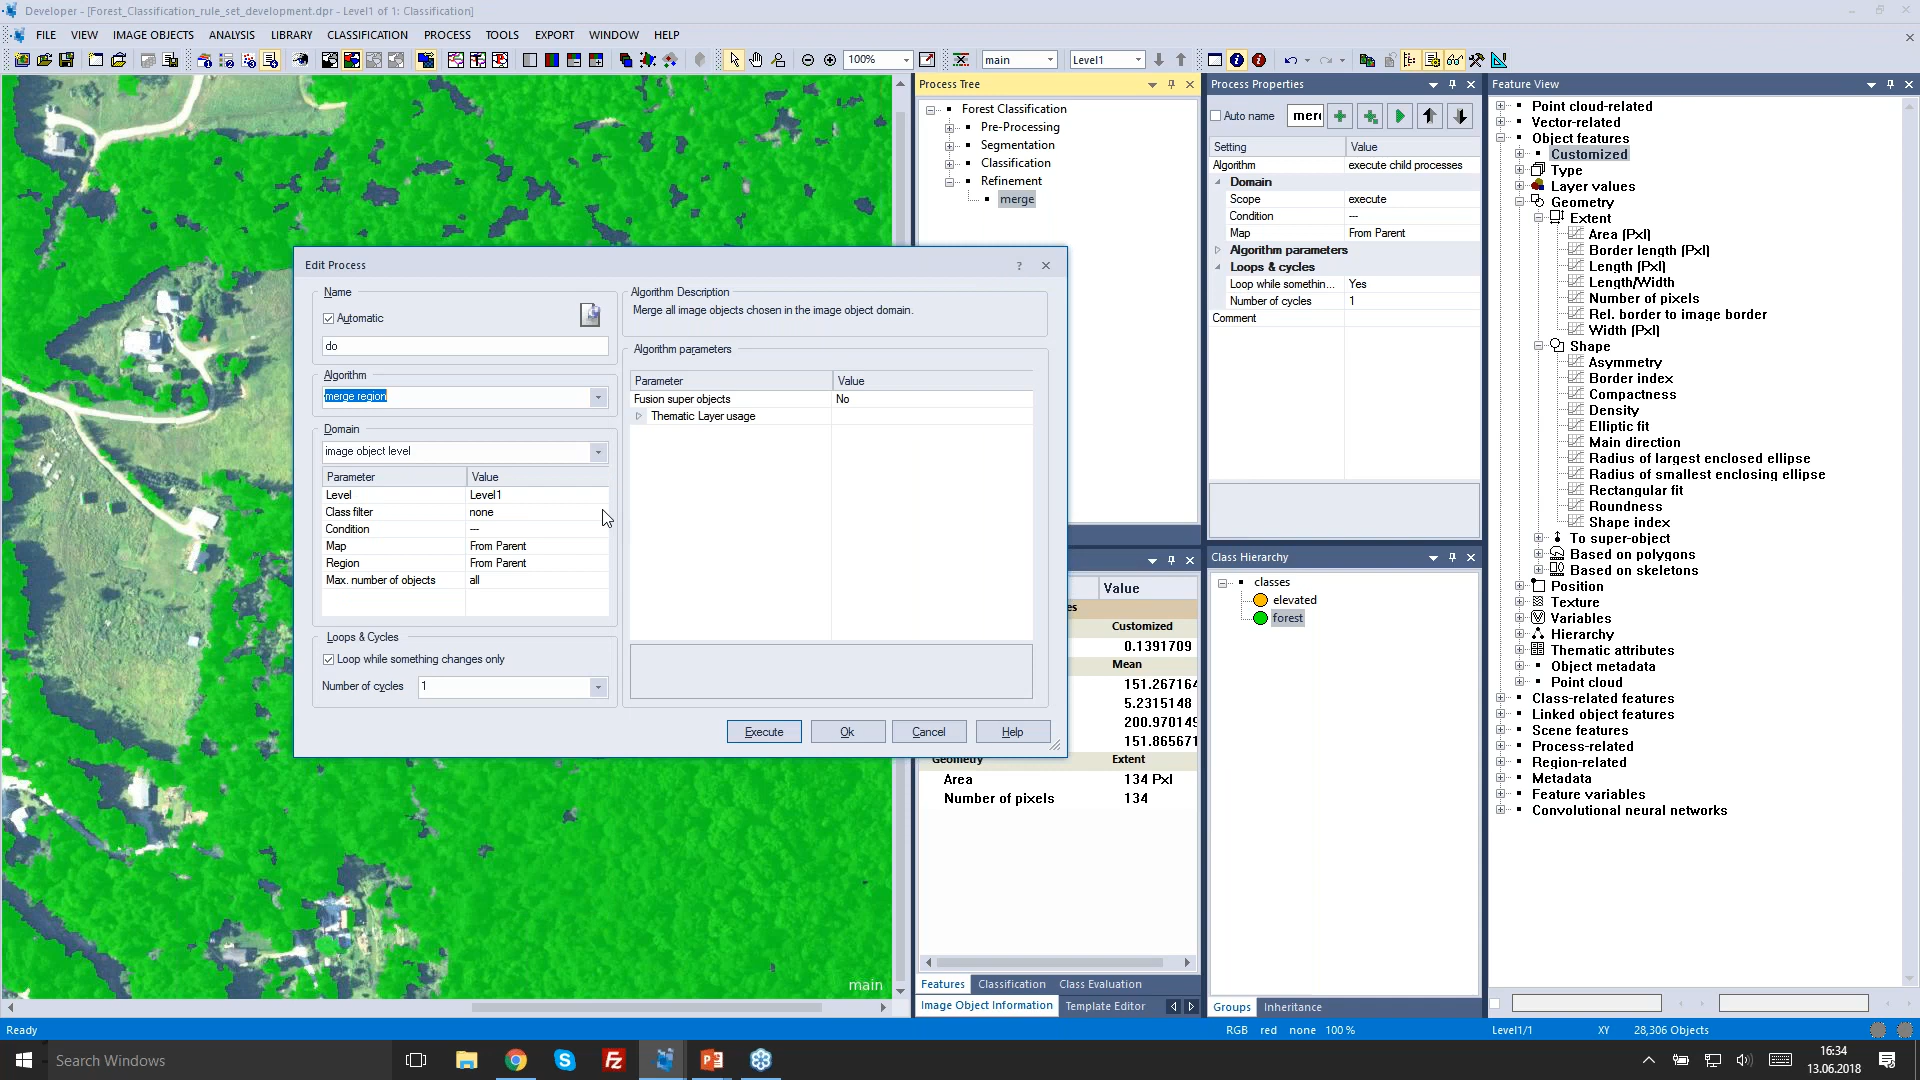 Developer - [Forest_Classification_rule_set_development.dpr - Level1 of 1: Classification]
FILE VIEW IMAGE OBJECTS ANALYSIS LIBRARY CLASSIFICATION PROCESS TOOLS EXPORT WINDOW HELP
100% main Level1
Process Tree
Forest Classification
Pre-Processing
Segmentation
Classification
Refinement
merge
Process Properties
Auto name
Setting Value
Algorithm execute child processes
Domain
Scope execute
Condition ---
Map From Parent
Algorithm parameters
Loops & cycles
Loop while somethin... Yes
Number of cycles 1
Comment
Feature View
Point cloud-related
Vector-related
Object features
Customized
Type
Layer values
Geometry
Extent
Area (Pxl)
Border length (Pxl)
Length (Pxl)
Length/Width
Number of pixels
Rel. border to image border
Width (Pxl)
Shape
Asymmetry
Border index
Compactness
Density
Elliptic fit
Main direction
Radius of largest enclosed ellipse
Radius of smallest enclosing ellipse
Rectangular fit
Roundness
Shape index
To super-object
Based on polygons
Based on skeletons
Position
Texture
Variables
Hierarchy
Thematic attributes
Object metadata
Point cloud
Class-related features
Linked object features
Scene features
Process-related
Region-related
Metadata
Feature variables
Convolutional neural networks
Edit Process
Name
Automatic
do
Algorithm
merge region
Domain
image object level
Parameter Value
Level Level1
Class filter none
Condition ---
Map From Parent
Region From Parent
Max. number of objects all
Loops & Cycles
Loop while something changes only
Number of cycles 1
Algorithm Description
Merge all image objects chosen in the image object domain.
Algorithm parameters
Parameter Value
Fusion super objects No
Thematic Layer usage
Execute Ok Cancel Help
Value
Customized
0.1391709
Mean
5.2315148
Geometry Extent
Area 134 Pxl
Number of pixels 134
Features Classification Class Evaluation
Image Object Information Template Editor
Class Hierarchy
classes
elevated
forest
Groups Inheritance
main
Ready
RGB red none 100 %
Level1/1 XY 28,306 Objects
Search Windows
16:34
13.06.2018